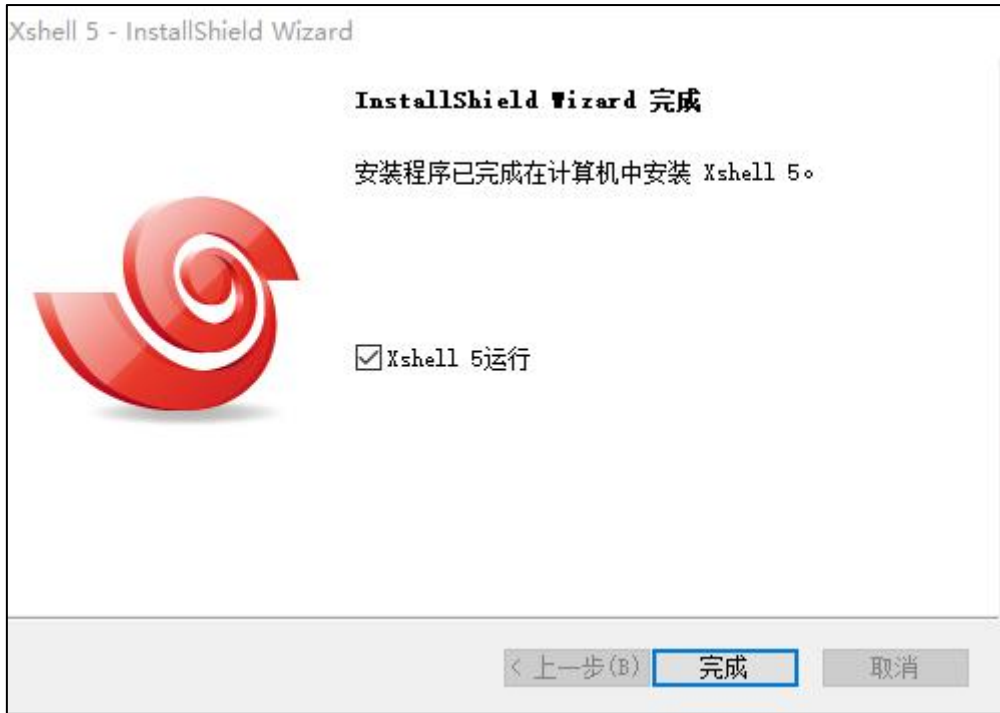 Xshell 5 - InstallShield Wizard
InstallShield Wizard 完成
安装程序已完成在计算机中安装 Xshell 5。
Xshell 5运行
< 上一步(B)
完成
取消